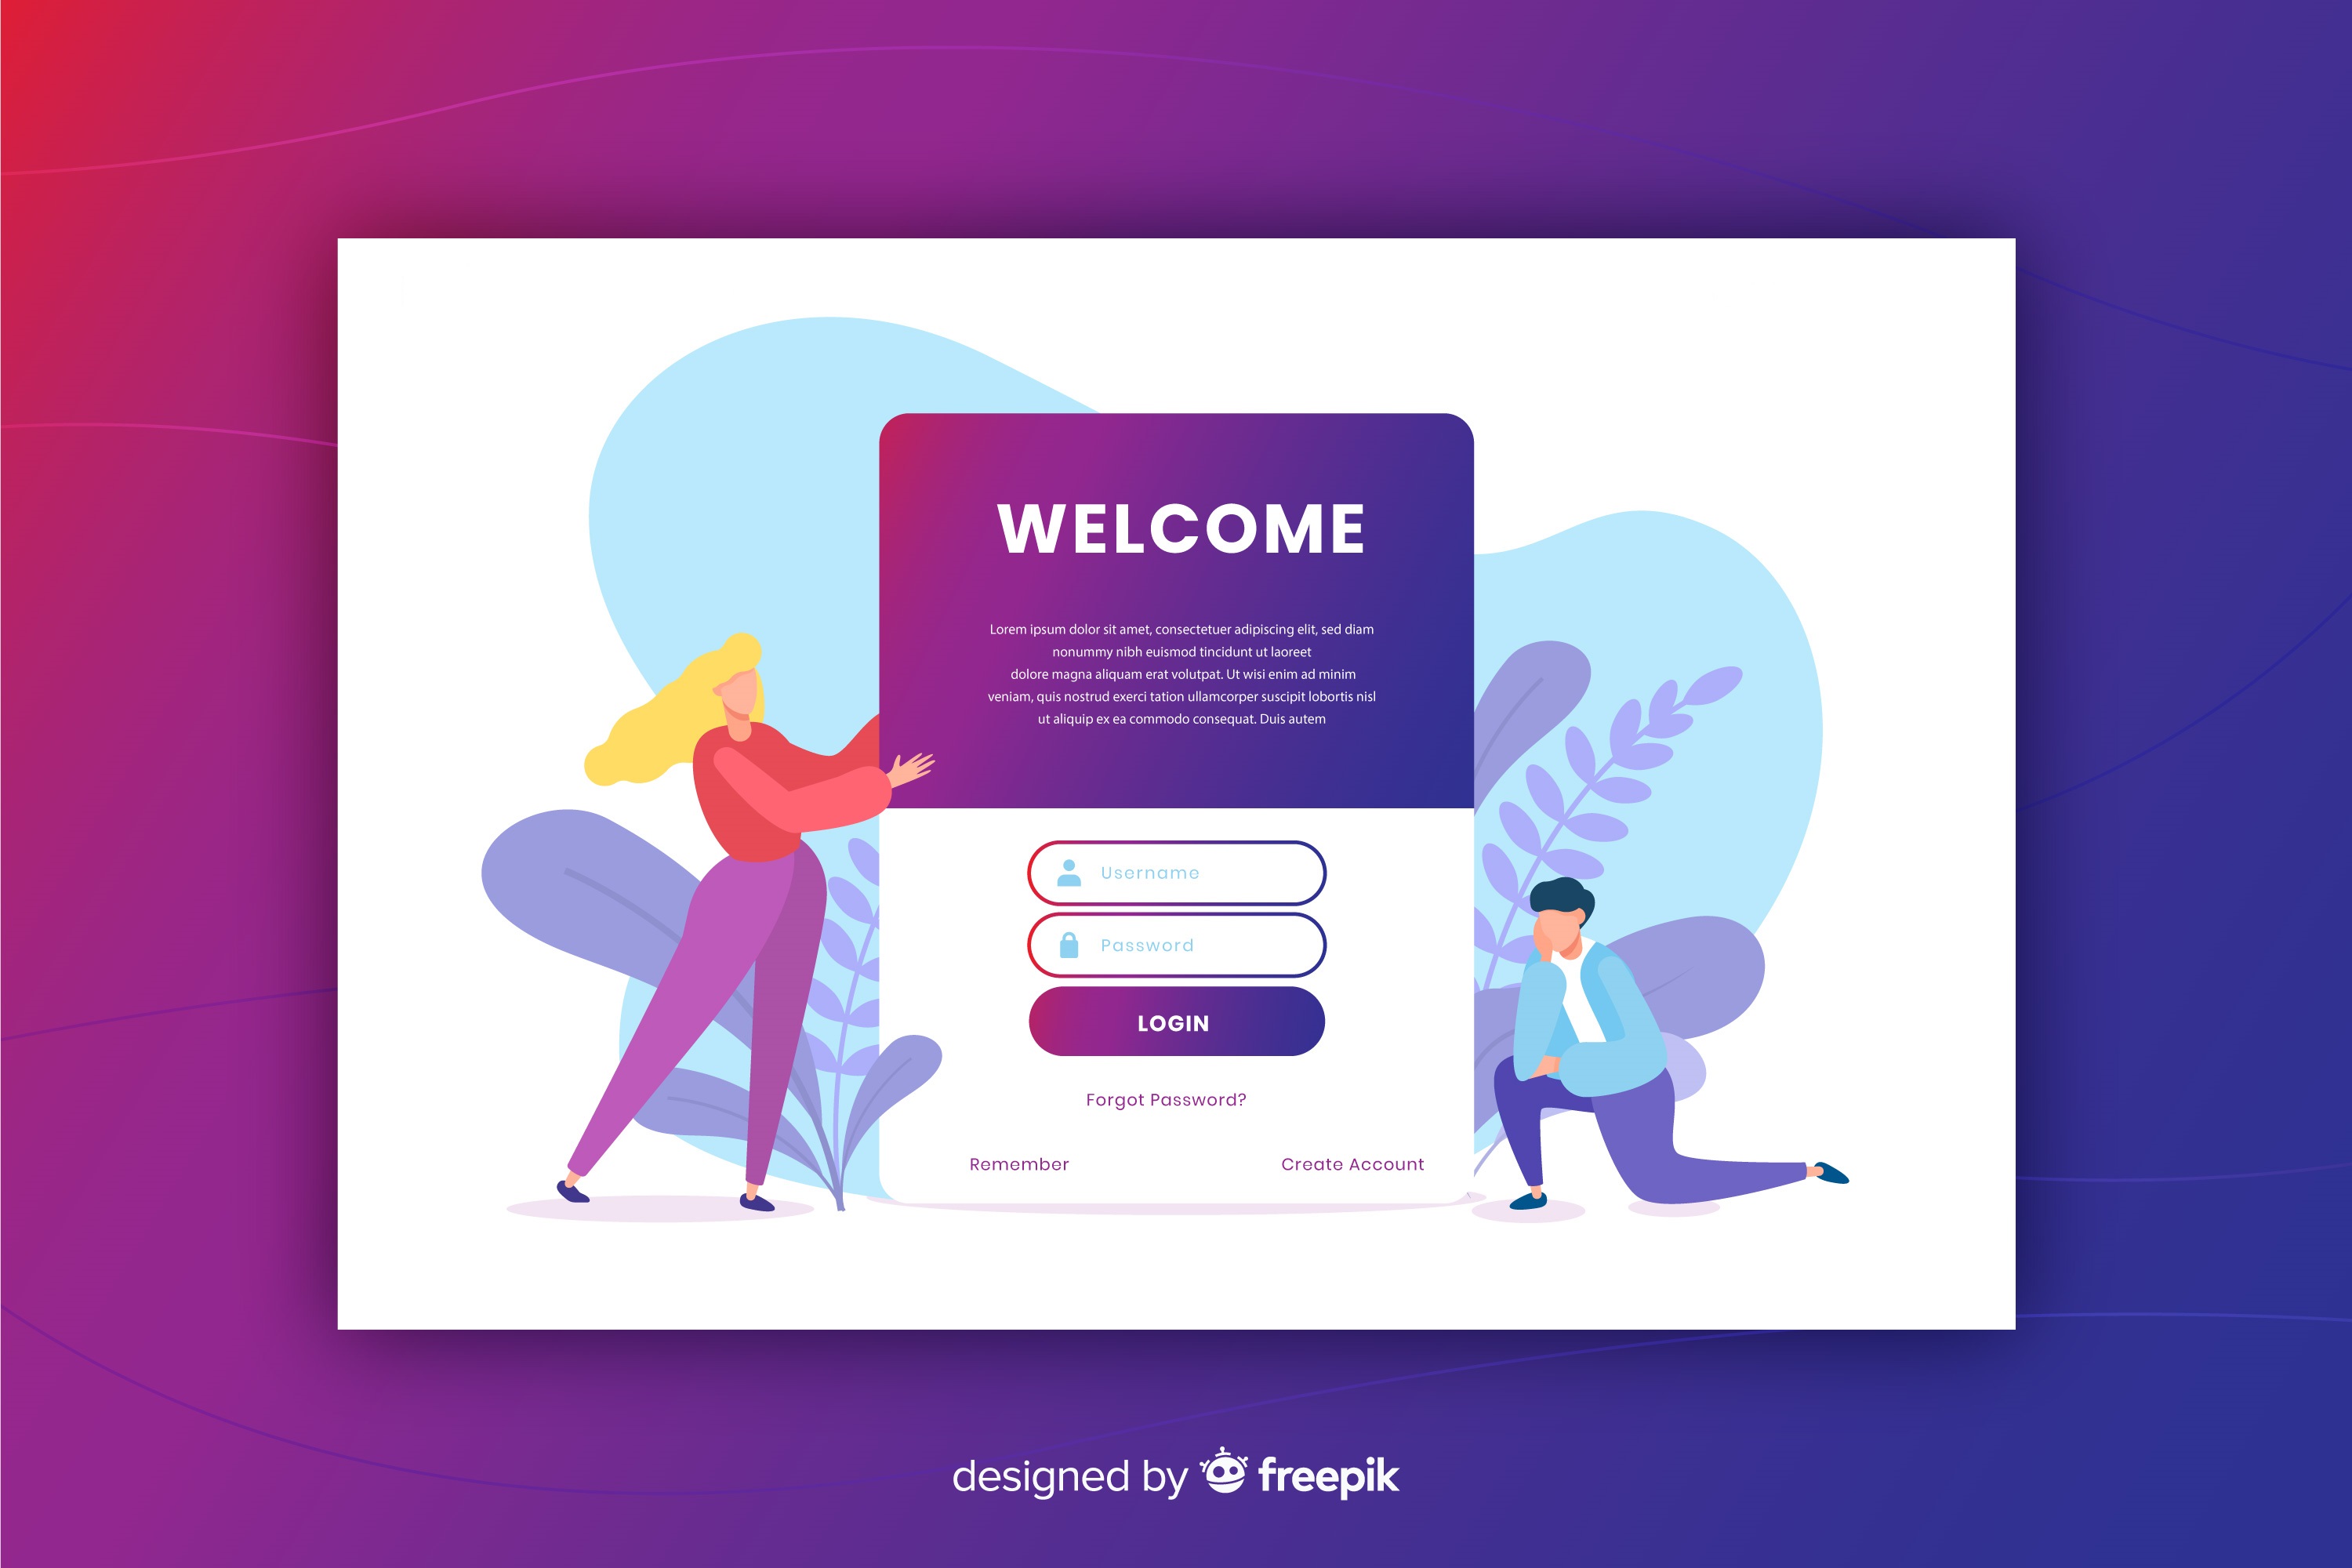 WELCOME
Lorem ipsum dolor sit amet, consectetuer adipiscing elit, sed diam
nonummy nibh euismod tincidunt ut laoreet
dolore magna aliquam erat volutpat. Ut wisi enim ad minim
veniam, quis nostrud exerci tation ullamcorper suscipit lobortis nisl
ut aliquip ex ea commodo consequat. Duis autem
Username
Password
LOGIN
Forgot Password?
Remember
Create Account
designed by freepik